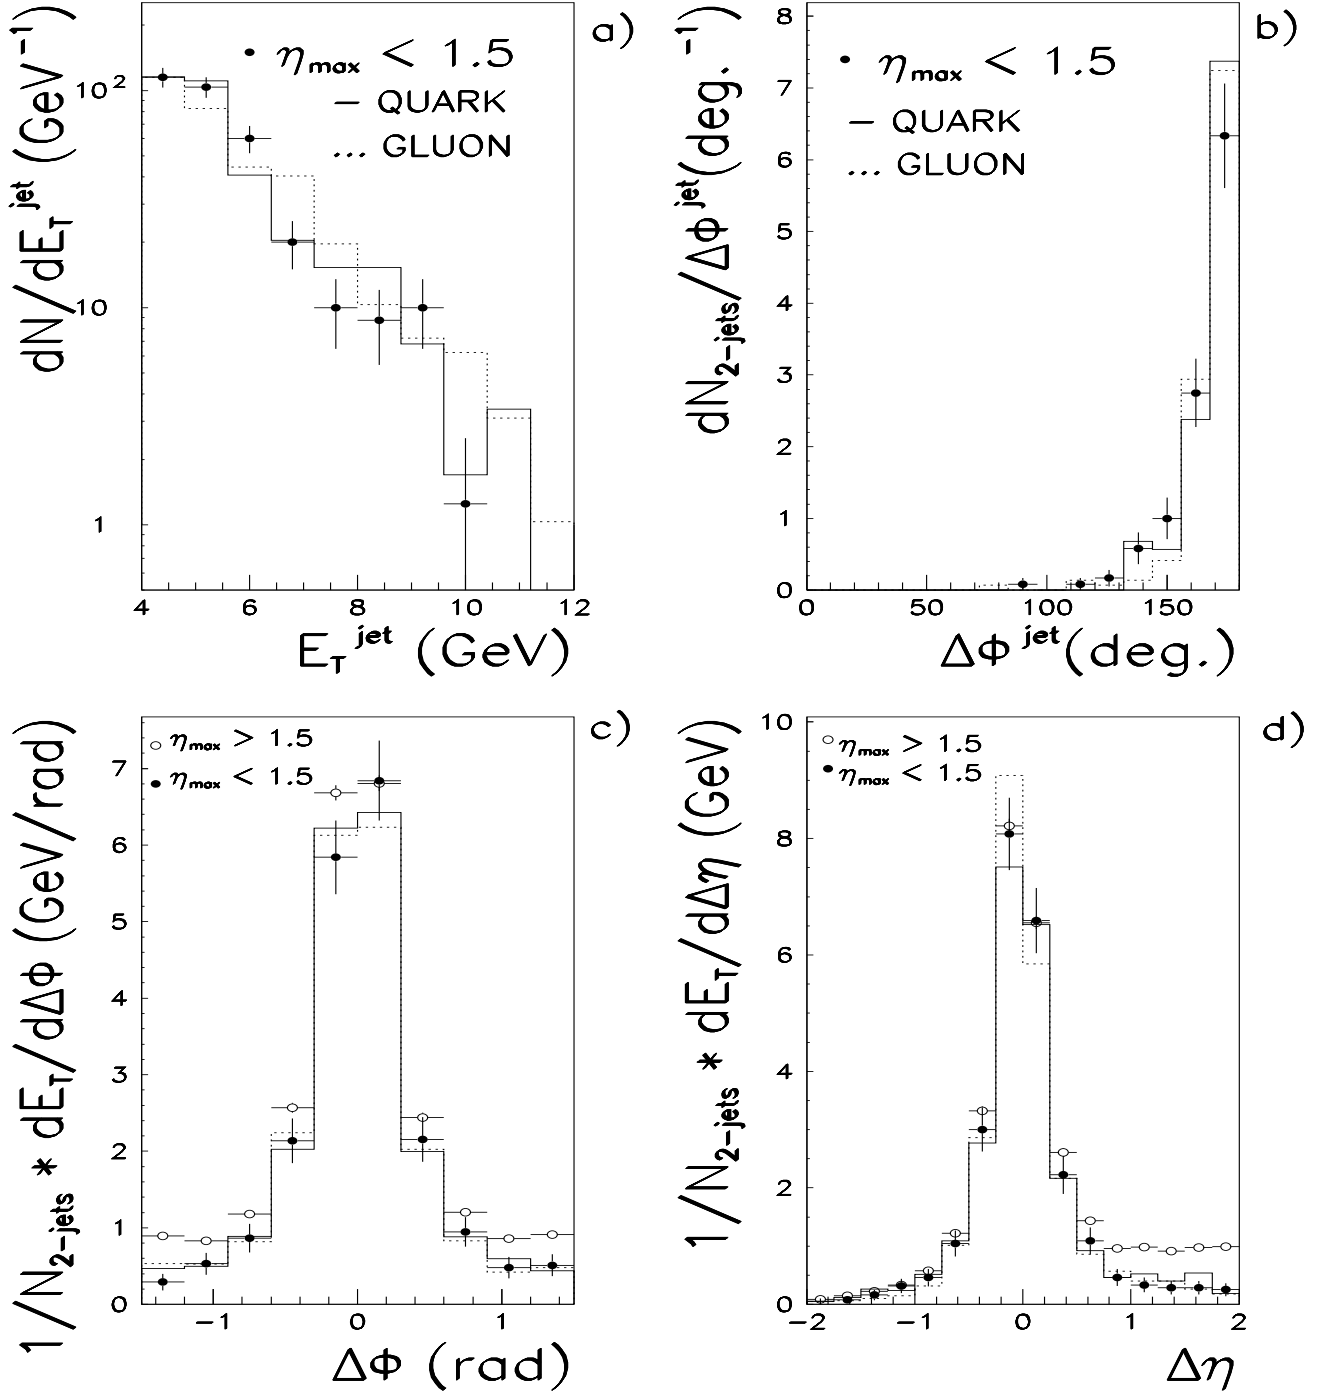 a)
dN/dE_T^jet (GeV^−1)
● η_max < 1.5
— QUARK
... GLUON
10^2
10
1
4 6 8 10 12
E_T^jet (GeV)
b)
dN_2−jets/ΔΦ^jet(deg.^−1)
● η_max < 1.5
— QUARK
... GLUON
8
7
6
5
4
3
2
1
0
0 50 100 150
ΔΦ^jet(deg.)
c)
1/N_2−jets * dE_T/dΔΦ (GeV/rad)
○ η_max > 1.5
● η_max < 1.5
7
6
5
4
3
2
1
0
−1 0 1
ΔΦ (rad)
d)
1/N_2−jets * dE_T/dΔη (GeV)
○ η_max > 1.5
● η_max < 1.5
10
8
6
4
2
0
−2 −1 0 1 2
Δη